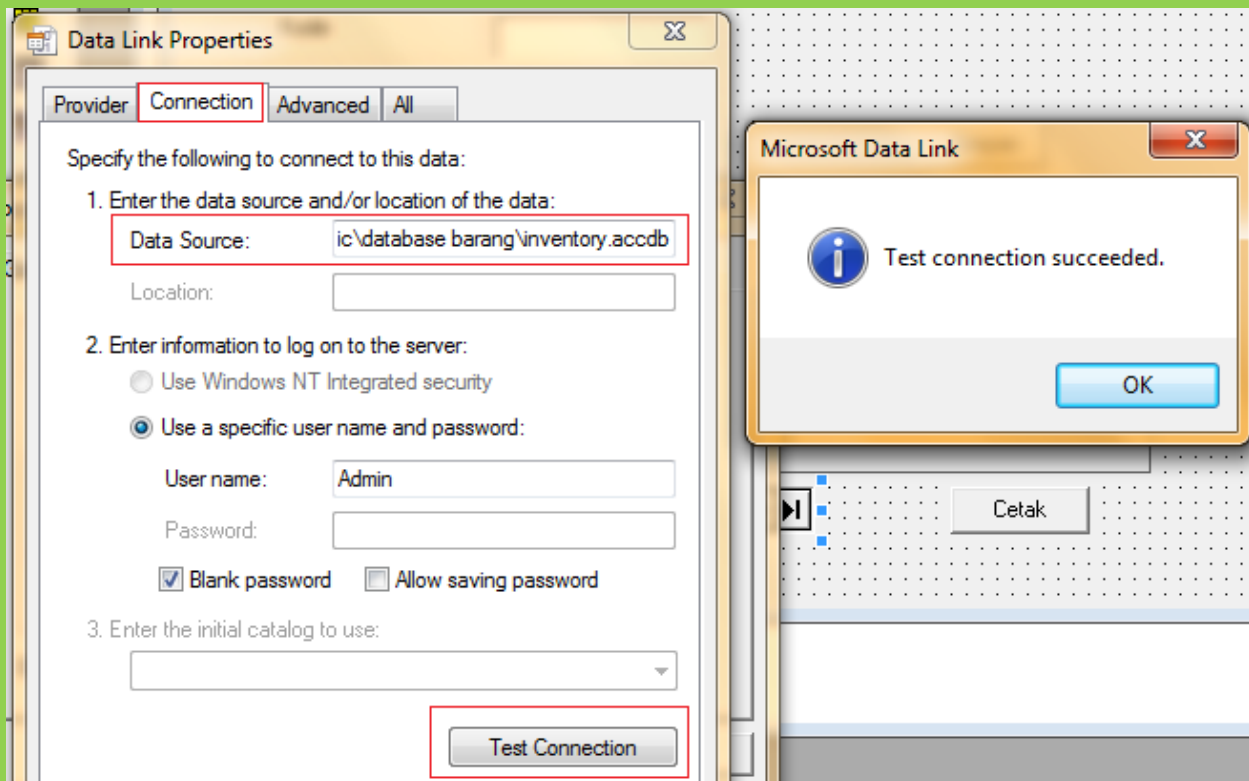 Data Link Properties
Provider Connection Advanced All
Specify the following to connect to this data:
1. Enter the data source and/or location of the data:
Data Source: ic\database barang\inventory.accdb
Location:
2. Enter information to log on to the server:
Use Windows NT Integrated security
Use a specific user name and password:
User name: Admin
Password:
Blank password Allow saving password
3. Enter the initial catalog to use:
Test Connection
Microsoft Data Link
Test connection succeeded.
OK
Cetak